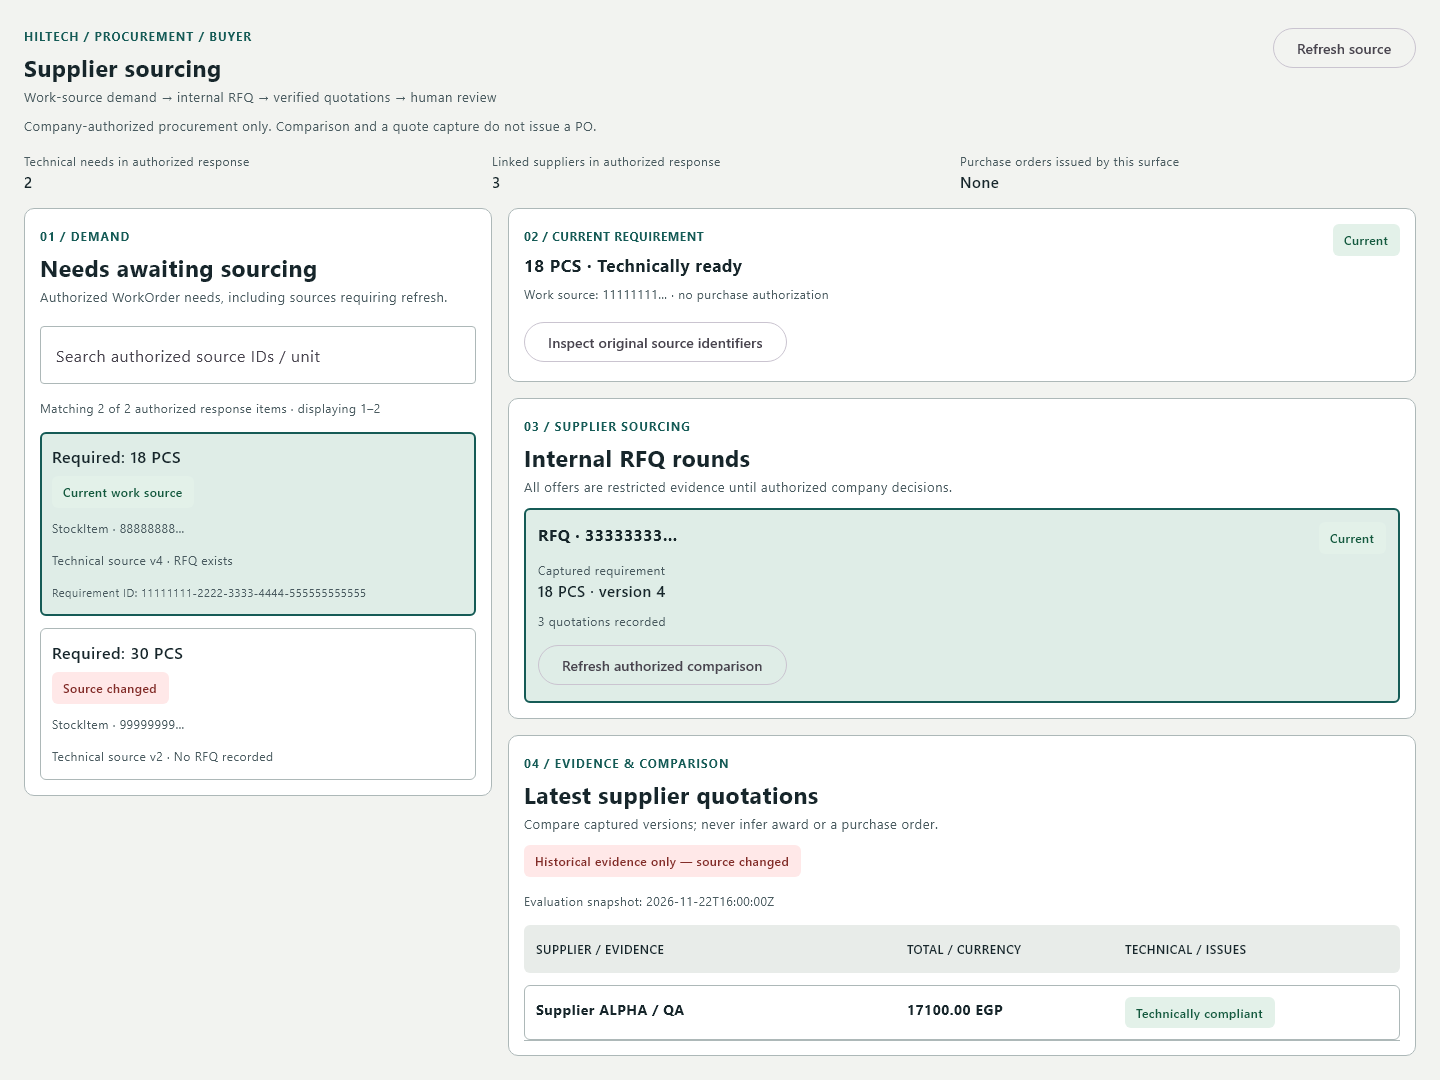 HILTECH / PROCUREMENT / BUYER
Supplier sourcing
Work-source demand → internal RFQ → verified quotations → human review
Company-authorized procurement only. Comparison and a quote capture do not issue a PO.
Refresh source
Technical needs in authorized response
2
Linked suppliers in authorized response
3
Purchase orders issued by this surface
None
01 / DEMAND
Needs awaiting sourcing
Authorized WorkOrder needs, including sources requiring refresh.
Search authorized source IDs / unit
Matching 2 of 2 authorized response items · displaying 1–2
Required: 18 PCS
Current work source
StockItem · 88888888...
Technical source v4 · RFQ exists
Requirement ID: 11111111-2222-3333-4444-555555555555
Required: 30 PCS
Source changed
StockItem · 99999999...
Technical source v2 · No RFQ recorded
02 / CURRENT REQUIREMENT
Current
18 PCS · Technically ready
Work source: 11111111... · no purchase authorization
Inspect original source identifiers
03 / SUPPLIER SOURCING
Internal RFQ rounds
All offers are restricted evidence until authorized company decisions.
RFQ · 33333333...
Current
Captured requirement
18 PCS · version 4
3 quotations recorded
Refresh authorized comparison
04 / EVIDENCE & COMPARISON
Latest supplier quotations
Compare captured versions; never infer award or a purchase order.
Historical evidence only — source changed
Evaluation snapshot: 2026-11-22T16:00:00Z
SUPPLIER / EVIDENCE TOTAL / CURRENCY TECHNICAL / ISSUES
Supplier ALPHA / QA 17100.00 EGP Technically compliant